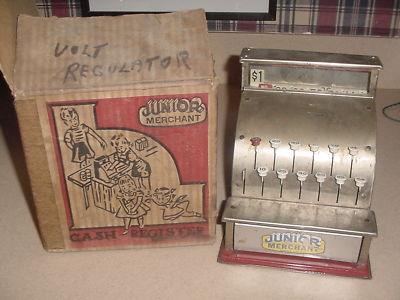 VOLT
REGULATOR
JUNIOR
MERCHANT
CASH REGISTER
$1
JUNIOR
MERCHANT